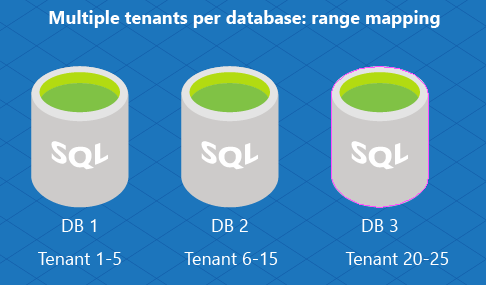 Multiple tenants per database: range mapping
SQL SQL SQL
DB 1 DB 2 DB 3
Tenant 1-5 Tenant 6-15 Tenant 20-25